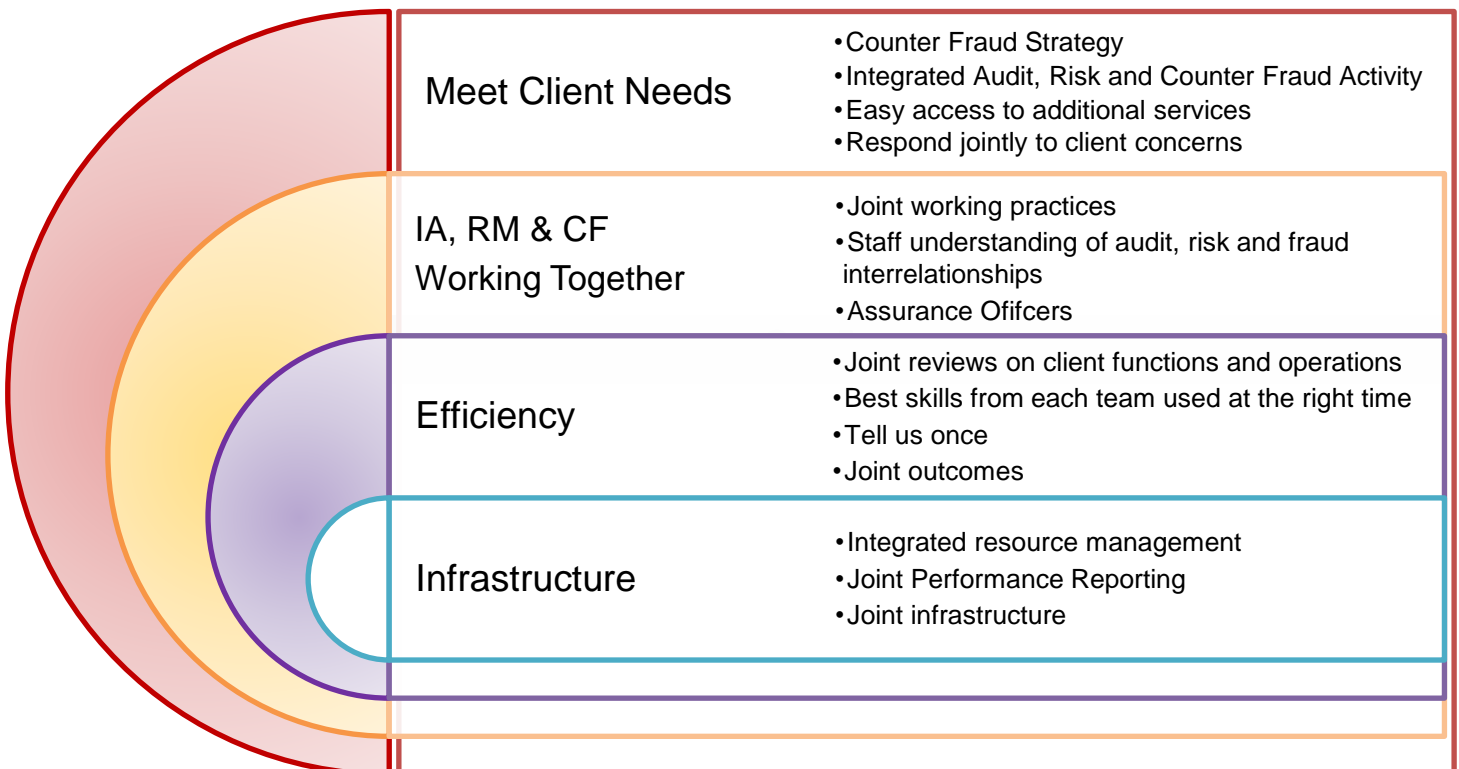 Meet Client Needs
•Counter Fraud Strategy
•Integrated Audit, Risk and Counter Fraud Activity
•Easy access to additional services
•Respond jointly to client concerns
IA, RM & CF
Working Together
•Joint working practices
•Staff understanding of audit, risk and fraud
interrelationships
•Assurance Ofifcers
Efficiency
•Joint reviews on client functions and operations
•Best skills from each team used at the right time
•Tell us once
•Joint outcomes
Infrastructure
•Integrated resource management
•Joint Performance Reporting
•Joint infrastructure